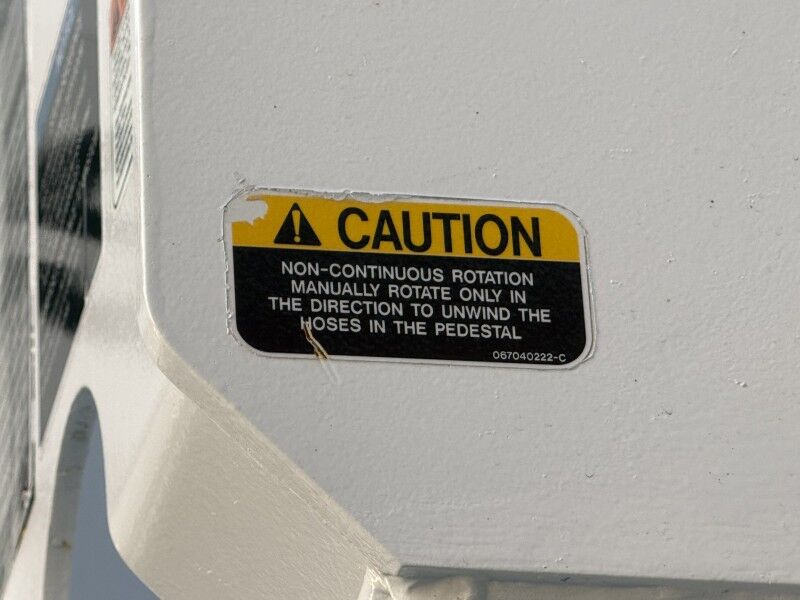 CAUTION
NON-CONTINUOUS ROTATION
MANUALLY ROTATE ONLY IN
THE DIRECTION TO UNWIND THE
HOSES IN THE PEDESTAL
067040222-C